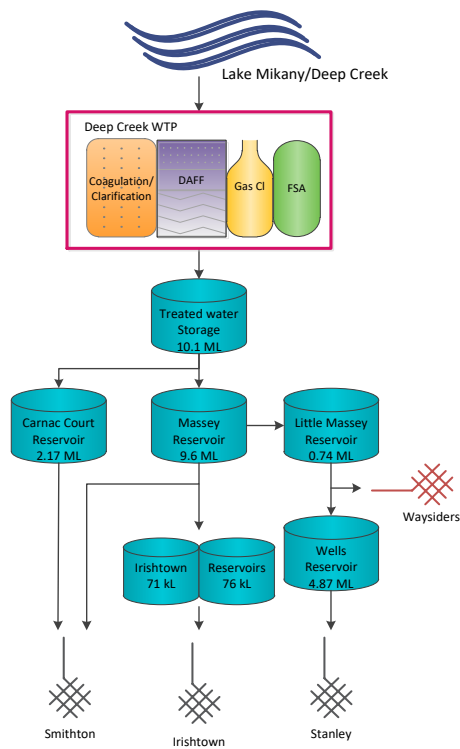 Lake Mikany/Deep Creek
Deep Creek WTP
Coagulation/
Clarification
DAFF
Gas Cl
FSA
Treated water
Storage
10.1 ML
Carnac Court
Reservoir
2.17 ML
Massey
Reservoir
9.6 ML
Little Massey
Reservoir
0.74 ML
Waysiders
Irishtown
71 kL
Reservoirs
76 kL
Wells
Reservoir
4.87 ML
Smithton
Irishtown
Stanley